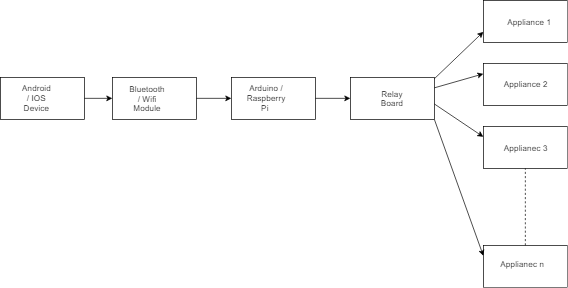 Android
/ IOS
Device
Bluetooth
/ Wifi
Module
Arduino /
Raspberry
Pi
Relay
Board
Appliance 1
Appliance 2
Applianec 3
Applianec n